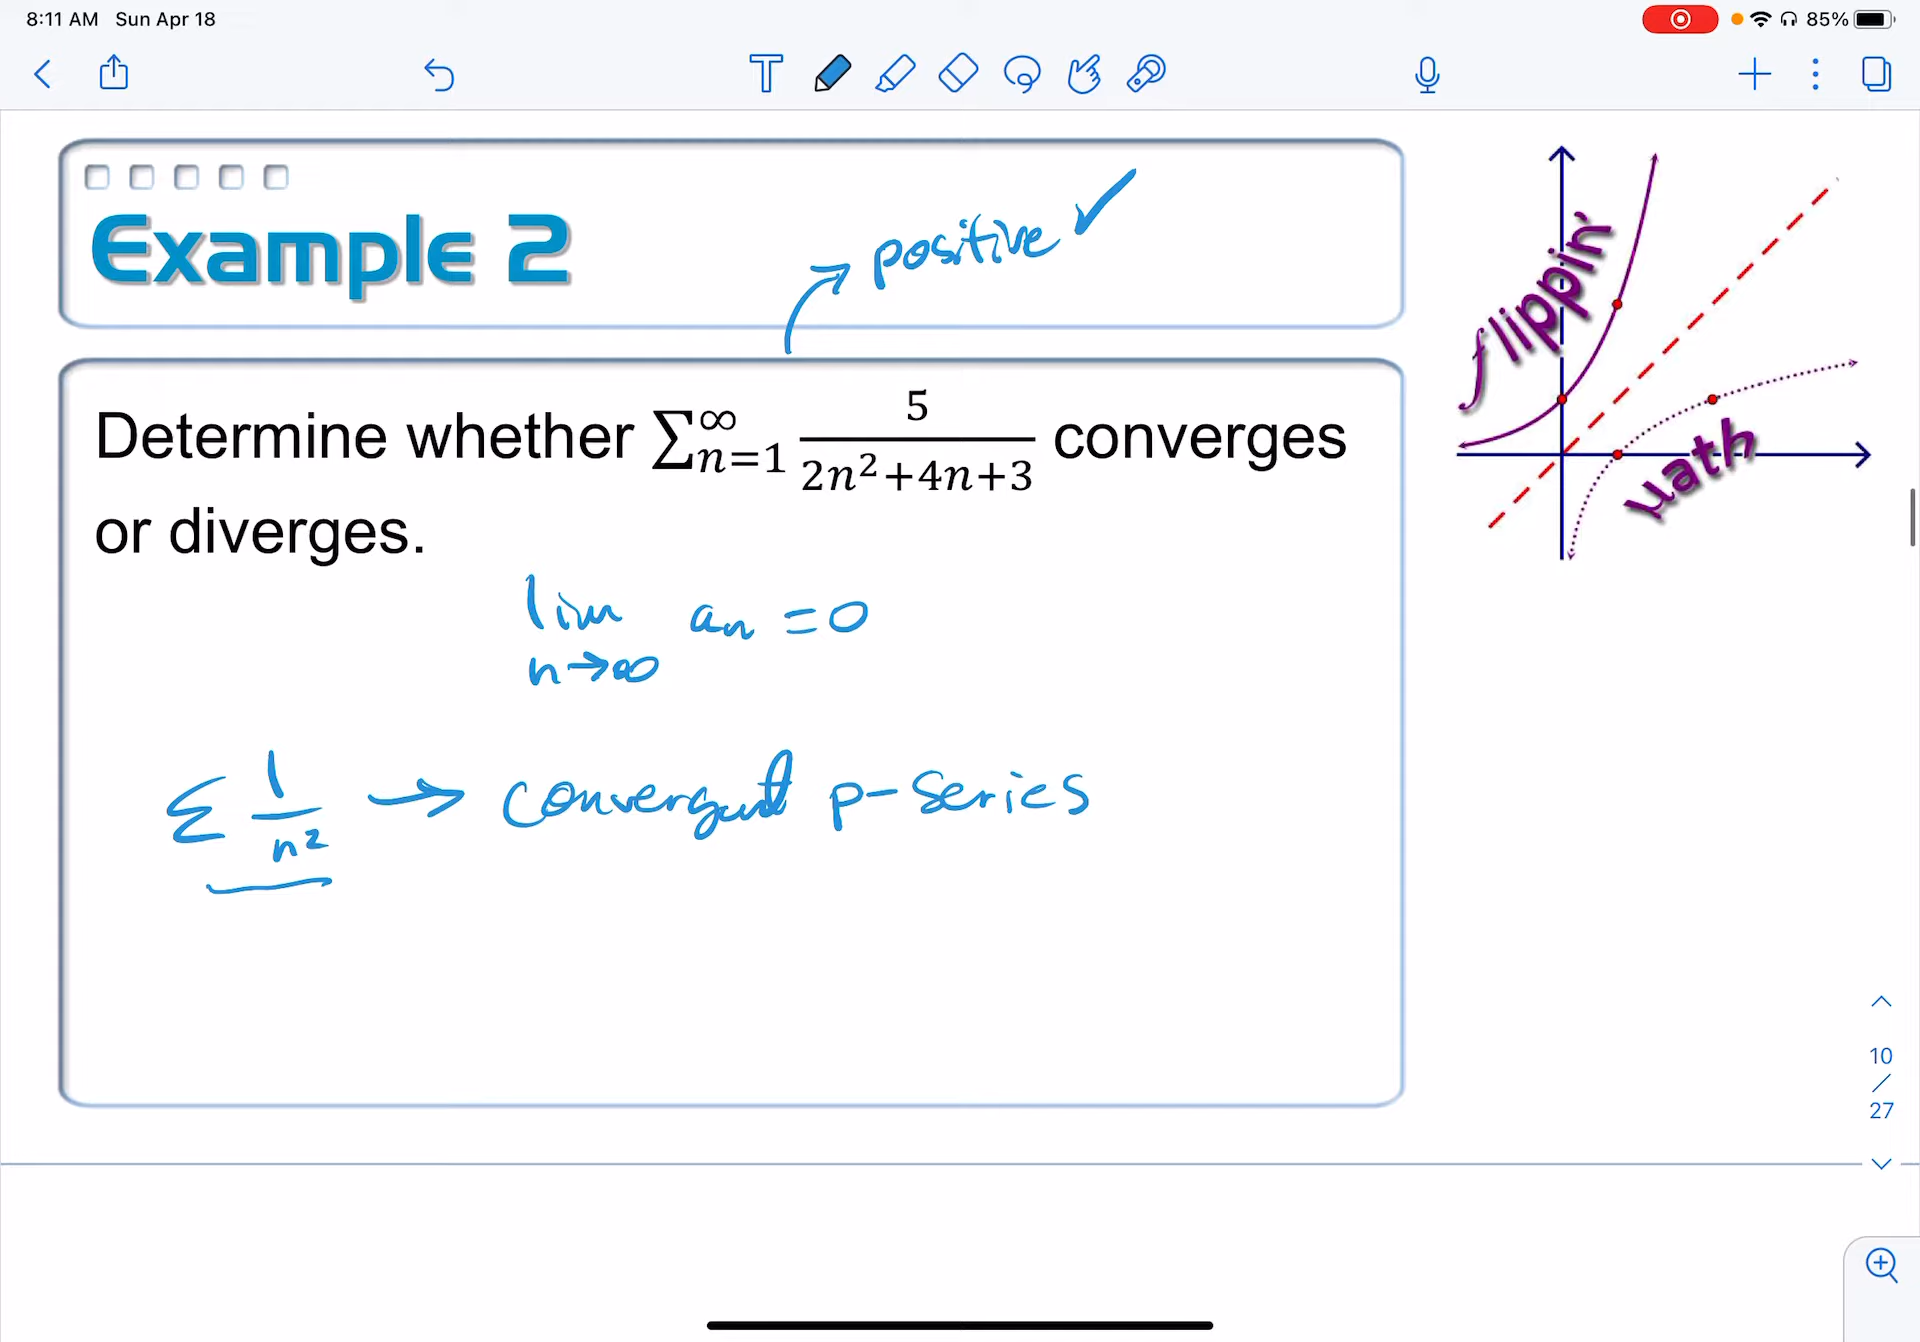 8:11 AM Sun Apr 18
85%
Example 2
positive ✓
flippin'
math
Determine whether ∑_{n=1}^{∞} 5/(2n²+4n+3) converges
or diverges.
lim_{n→∞} aₙ = 0
∑ 1/n² → convergent p-series
10
/
27